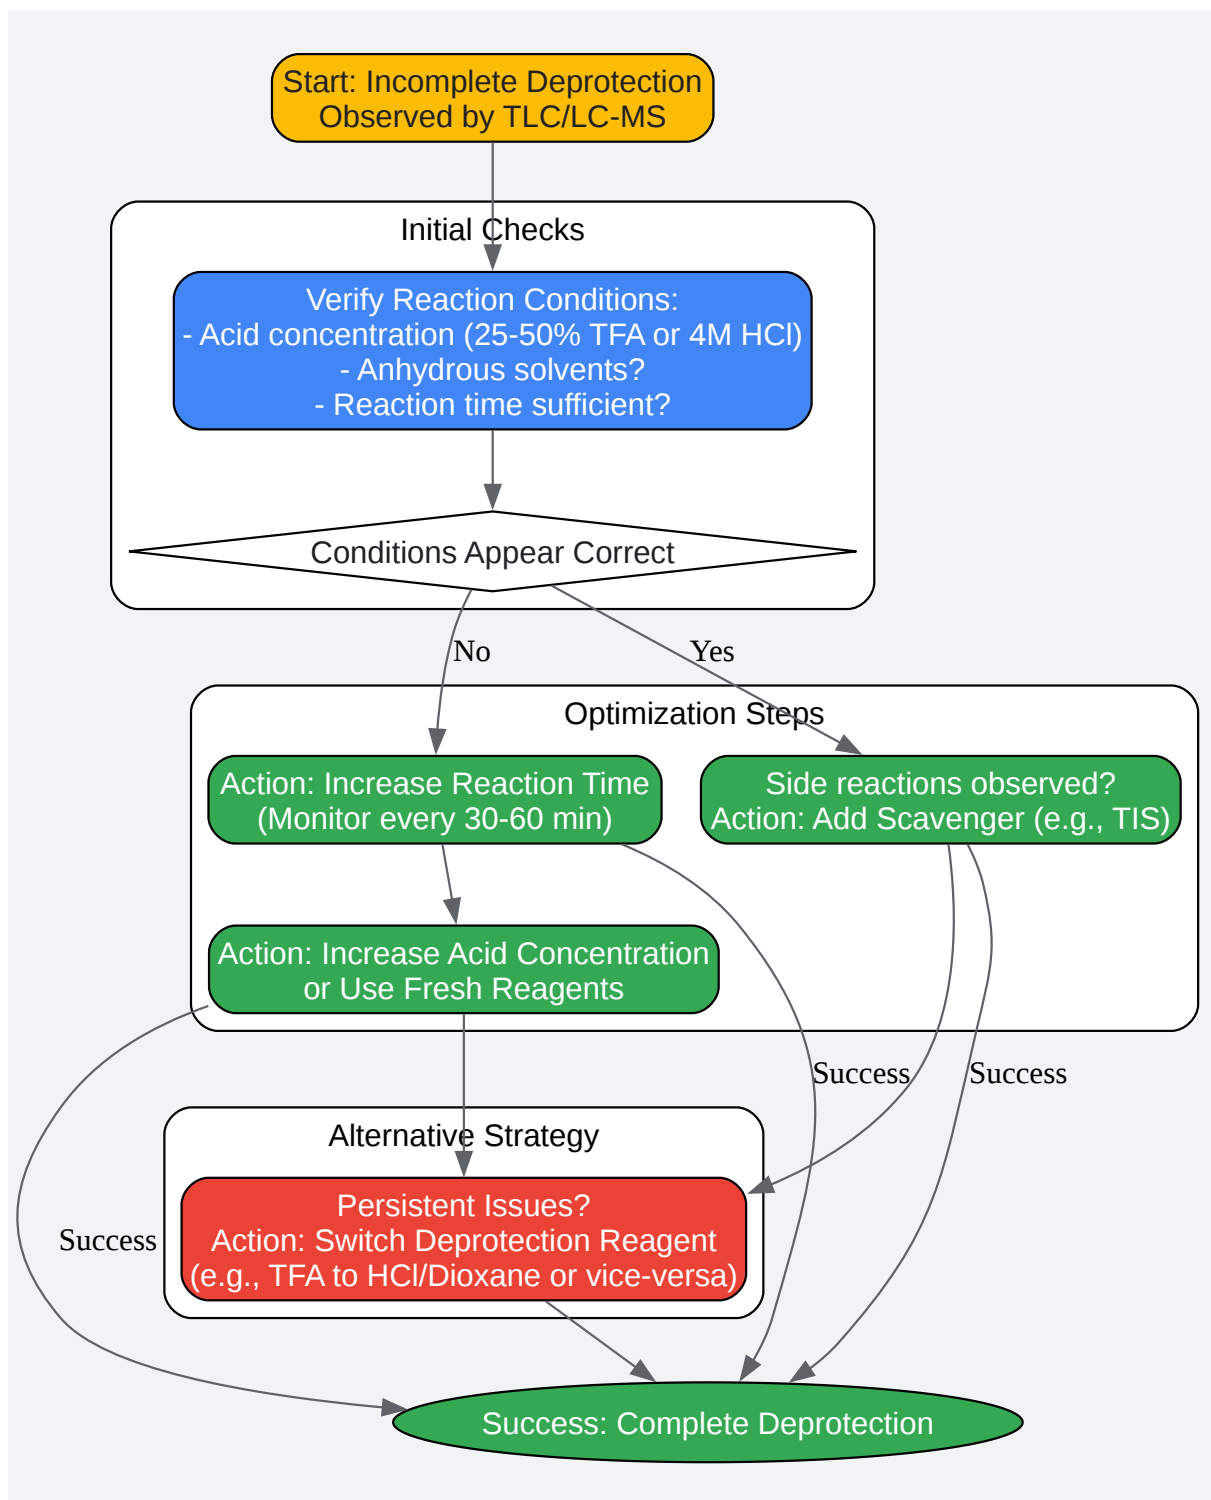 Start: Incomplete Deprotection
Observed by TLC/LC-MS
Initial Checks
Verify Reaction Conditions:
- Acid concentration (25-50% TFA or 4M HCl)
- Anhydrous solvents?
- Reaction time sufficient?
Conditions Appear Correct
No
Yes
Optimization Steps
Action: Increase Reaction Time
(Monitor every 30-60 min)
Side reactions observed?
Action: Add Scavenger (e.g., TIS)
Action: Increase Acid Concentration
or Use Fresh Reagents
Success
Success
Alternative Strategy
Persistent Issues?
Action: Switch Deprotection Reagent
(e.g., TFA to HCl/Dioxane or vice-versa)
Success
Success: Complete Deprotection